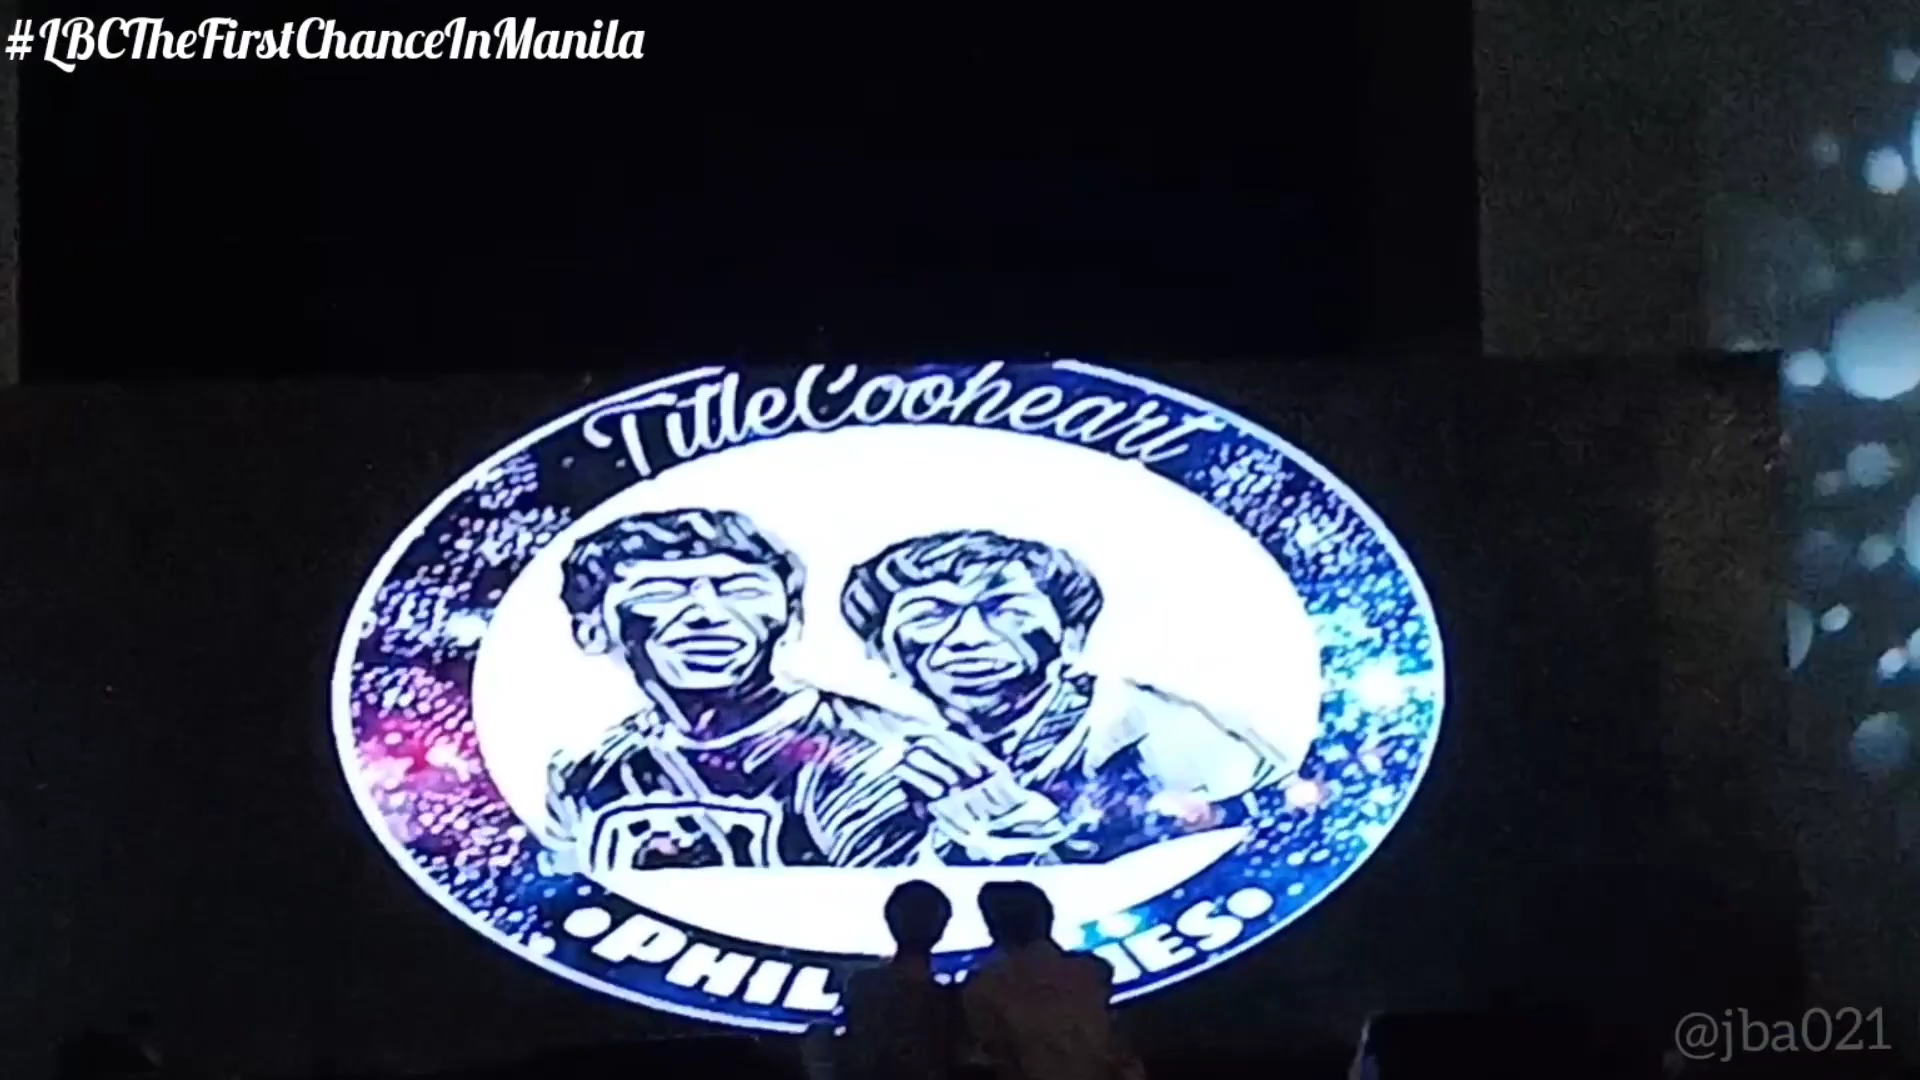 #LBCTheFirstChanceInManila
TitleCooheart
•PHIL
IES•
@jba021